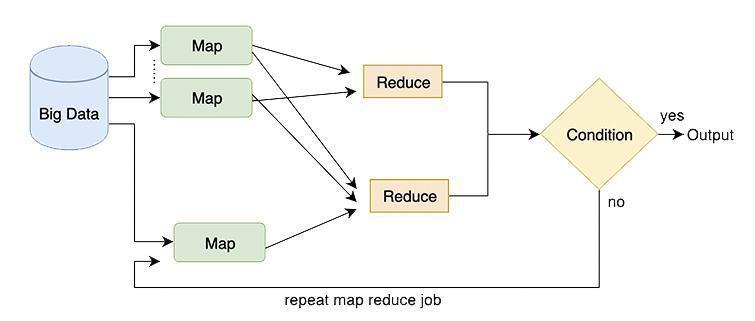 Map
Big Data
Map
Reduce
Reduce
Map
Condition
yes
Output
no
repeat map reduce job